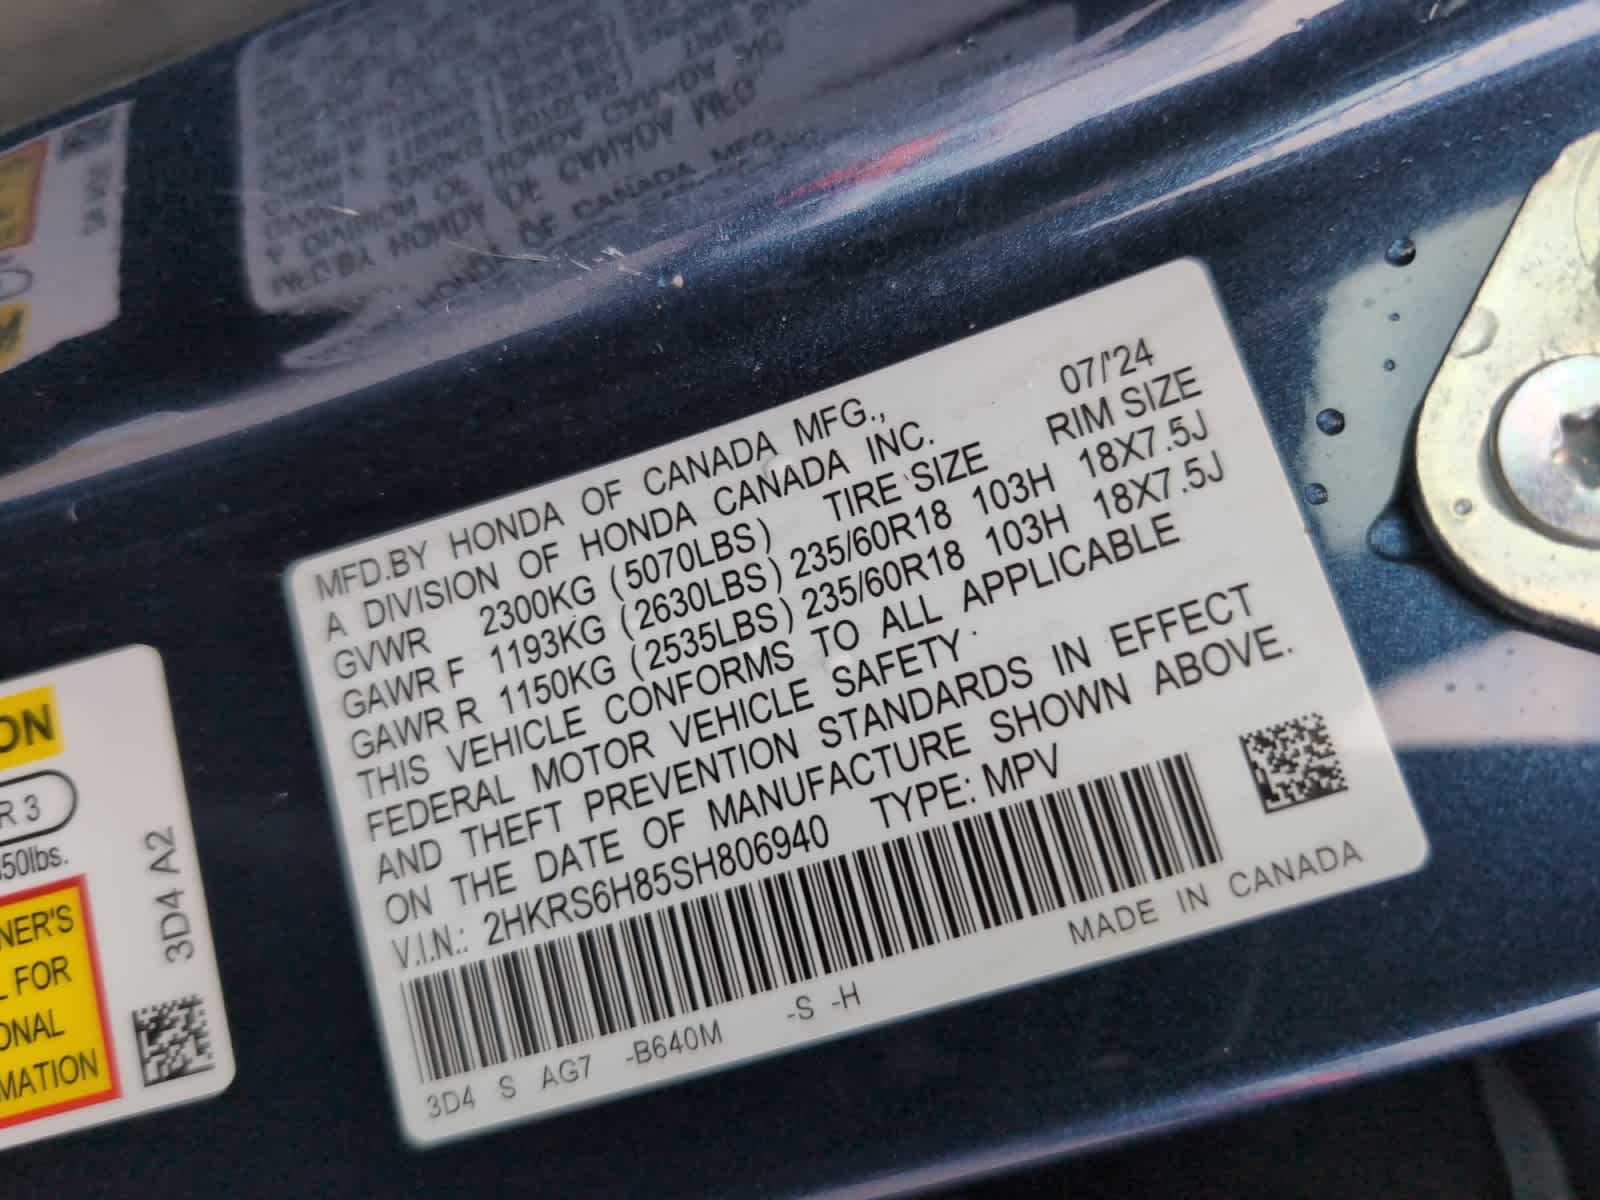 MFD.BY HONDA OF CANADA MFG., 07/'24
A DIVISION OF HONDA CANADA INC.
TIRE SIZE RIM SIZE
GVWR 2300KG (5070LBS)
GAWR F 1193KG (2630LBS) 235/60R18 103H 18X7.5J
GAWR R 1150KG (2535LBS) 235/60R18 103H 18X7.5J
THIS VEHICLE CONFORMS TO ALL APPLICABLE
FEDERAL MOTOR VEHICLE SAFETY
AND THEFT PREVENTION STANDARDS IN EFFECT
ON THE DATE OF MANUFACTURE SHOWN ABOVE.
V.I.N.: 2HKRS6H85SH806940 TYPE: MPV
MADE IN CANADA
3D4 S AG7 -B640M -S -H
ON
R 3
50lbs.
NER'S
L FOR
ONAL
MATION
3D4 A2